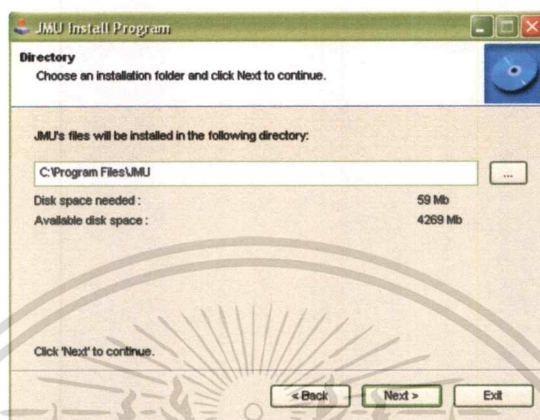 JMU Install Program
Directory
Choose an installation folder and click Next to continue.
JMU's files will be installed in the following directory:
C:\Program Files\JMU
...
Disk space needed : 59 Mb
Available disk space : 4269 Mb
Click 'Next' to continue.
< Back Next > Exit